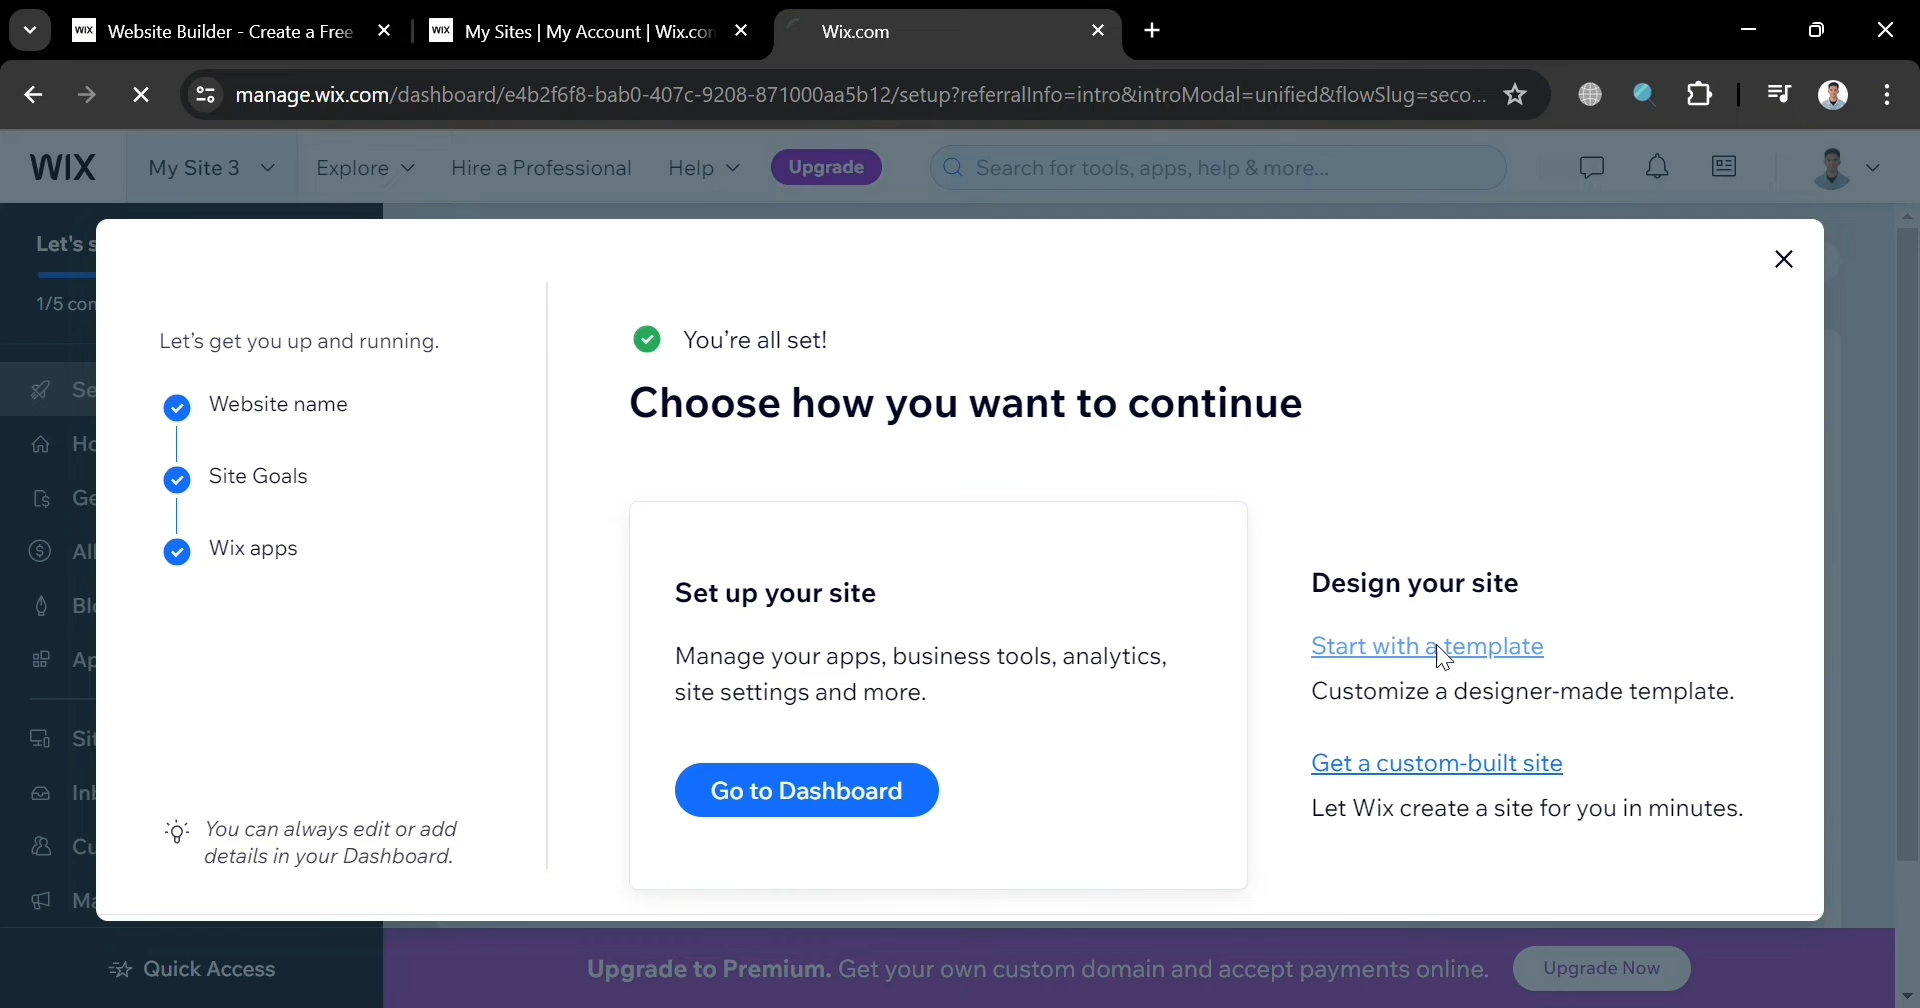 WIX Website Builder - Create a Free
WIX My Sites | My Account | Wix.co
Wix.com
manage.wix.com/dashboard/e4b2f6f8-bab0-407c-9208-871000aa5b12/setup?referralInfo=intro&introModal=unified&flowSlug=seco...
WIX My Site 3 Explore Hire a Professional Help Upgrade Search for tools, apps, help & more...
Let's s
1/5 con
Se
Ho
Ge
All
Blo
Ap
Sit
Inb
Cu
Ma
Quick Access
Let's get you up and running.
Website name
Site Goals
Wix apps
You can always edit or add
details in your Dashboard.
You're all set!
Choose how you want to continue
Set up your site
Manage your apps, business tools, analytics,
site settings and more.
Go to Dashboard
Design your site
Start with a template
Customize a designer-made template.
Get a custom-built site
Let Wix create a site for you in minutes.
Upgrade to Premium. Get your own custom domain and accept payments online. Upgrade Now